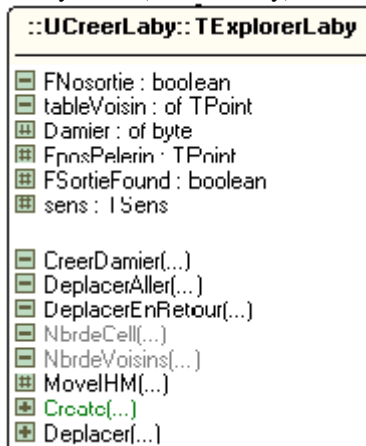 ::UCreerLaby::TExplorerLaby
FNosortie : boolean
tableVoisin : of TPoint
Damier : of byte
FposPelerin : TPoint
FSortieFound : boolean
sens : TSens
CreerDamier(...)
DeplacerAller(...)
DeplacerEnRetour(...)
NbrdeCell(...)
NbrdeVoisins(...)
MoveIHM(...)
Create(...)
Deplacer(...)